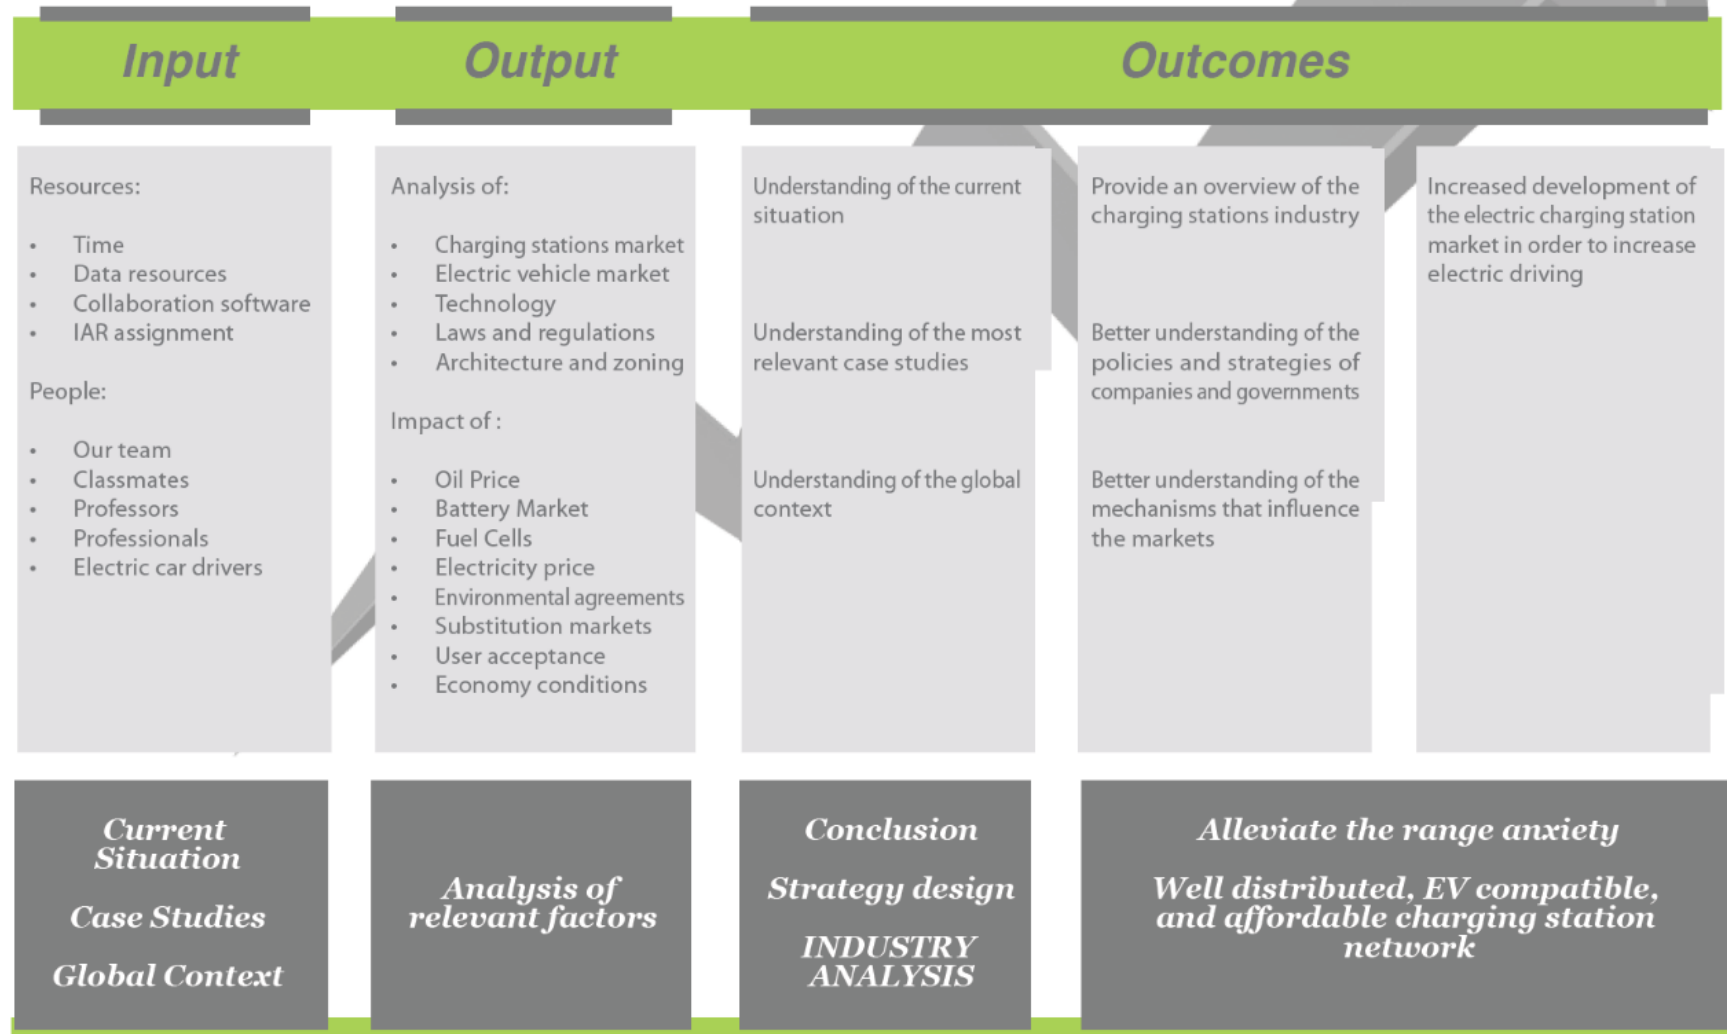 Input
Output
Outcomes
Resources:
• Time
• Data resources
• Collaboration software
• IAR assignment
People:
• Our team
• Classmates
• Professors
• Professionals
• Electric car drivers
Analysis of:
• Charging stations market
• Electric vehicle market
• Technology
• Laws and regulations
• Architecture and zoning
Impact of :
• Oil Price
• Battery Market
• Fuel Cells
• Electricity price
• Environmental agreements
• Substitution markets
• User acceptance
• Economy conditions
Understanding of the current
situation
Understanding of the most
relevant case studies
Understanding of the global
context
Provide an overview of the
charging stations industry
Better understanding of the
policies and strategies of
companies and governments
Better understanding of the
mechanisms that influence
the markets
Increased development of
the electric charging station
market in order to increase
electric driving
Current
Situation
Case Studies
Global Context
Analysis of
relevant factors
Conclusion
Strategy design
INDUSTRY
ANALYSIS
Alleviate the range anxiety
Well distributed, EV compatible,
and affordable charging station
network